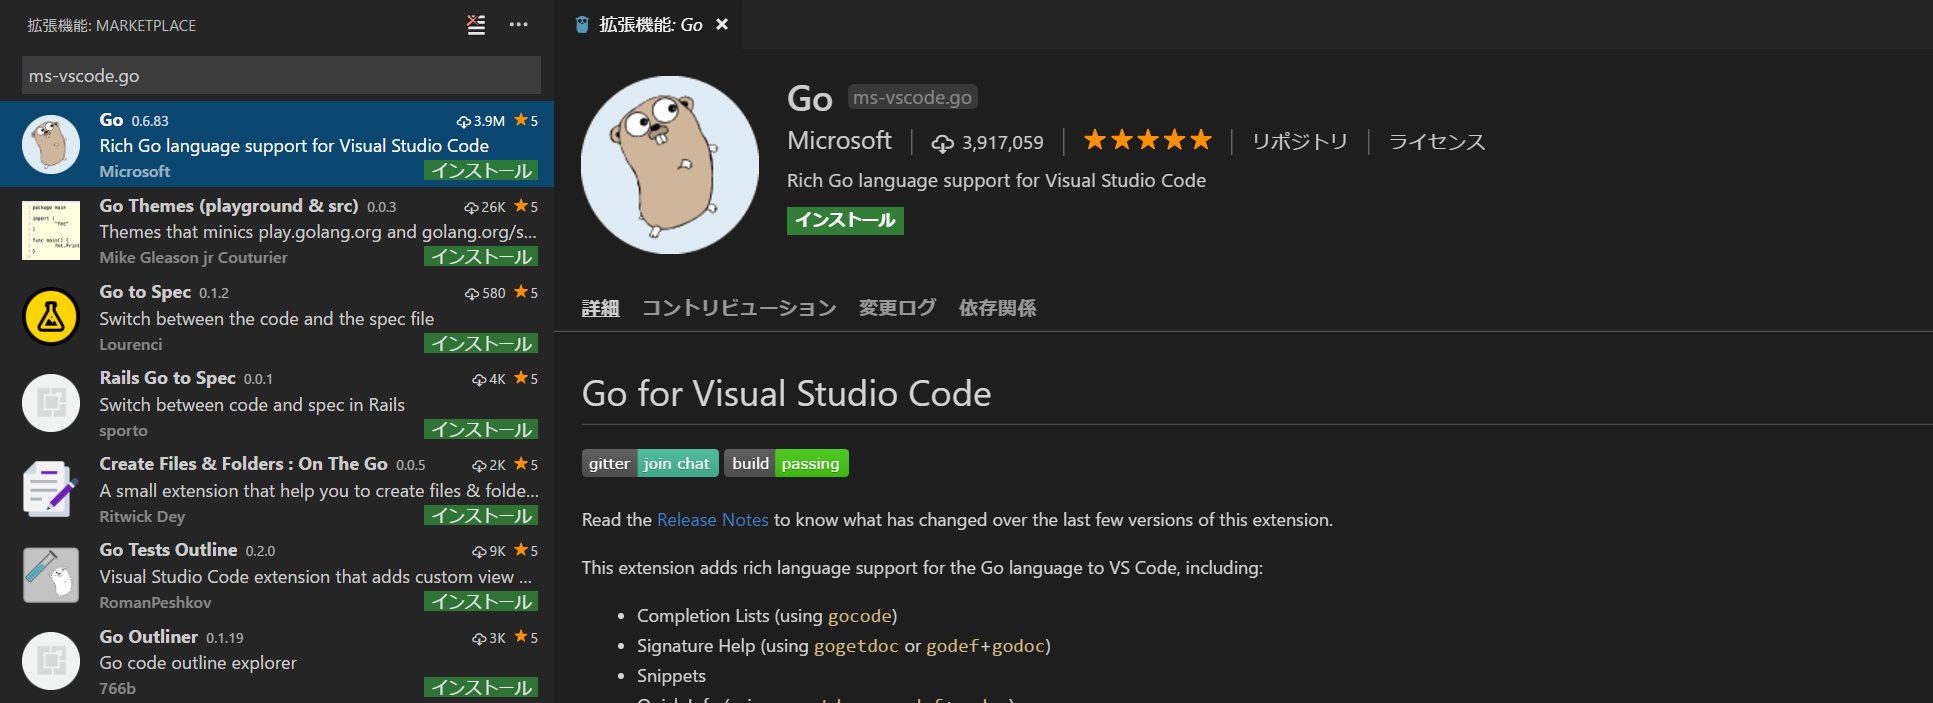 拡張機能: MARKETPLACE
ms-vscode.go
Go 0.6.83 3.9M 5
Rich Go language support for Visual Studio Code
Microsoft インストール
Go Themes (playground & src) 0.0.3 26K 5
Themes that minics play.golang.org and golang.org/s...
Mike Gleason jr Couturier インストール
Go to Spec 0.1.2 580 5
Switch between the code and the spec file
Lourenci インストール
Rails Go to Spec 0.0.1 4K 5
Switch between code and spec in Rails
sporto インストール
Create Files & Folders : On The Go 0.0.5 2K 5
A small extension that help you to create files & folde...
Ritwick Dey インストール
Go Tests Outline 0.2.0 9K 5
Visual Studio Code extension that adds custom view ...
RomanPeshkov インストール
Go Outliner 0.1.19 3K 5
Go code outline explorer
766b インストール
package main
import (
"fmt"
)
func main() {
fmt.Print
}
拡張機能: Go
Go ms-vscode.go
Microsoft 3,917,059 リポジトリ ライセンス
Rich Go language support for Visual Studio Code
インストール
詳細 コントリビューション 変更ログ 依存関係
Go for Visual Studio Code
gitter join chat build passing
Read the Release Notes to know what has changed over the last few versions of this extension.
This extension adds rich language support for the Go language to VS Code, including:
Completion Lists (using gocode)
Signature Help (using gogetdoc or godef+godoc)
Snippets